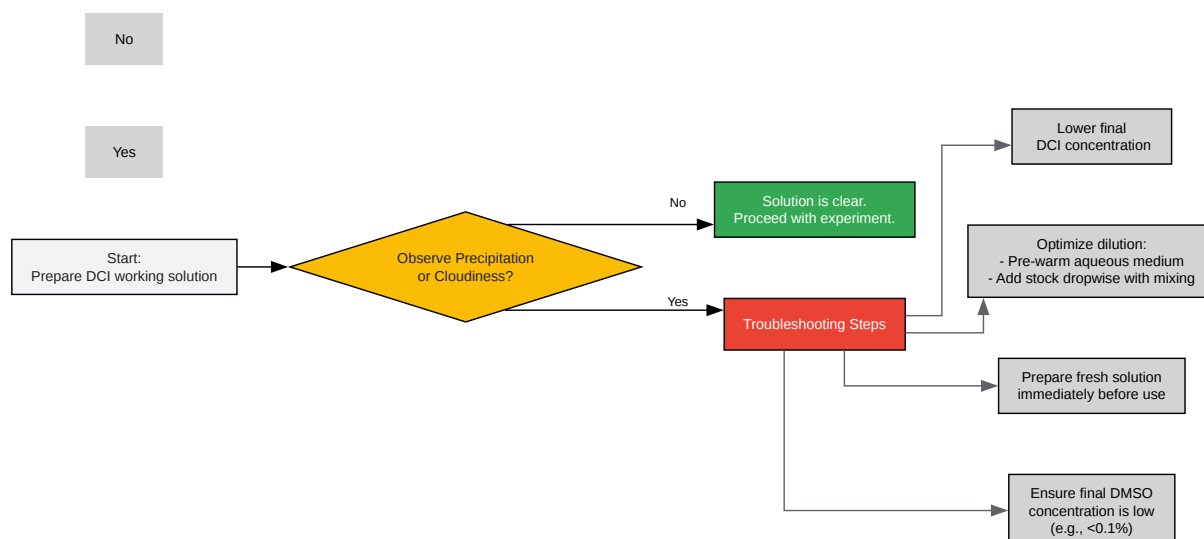 No
Yes
Start:
Prepare DCI working solution
Observe Precipitation
or Cloudiness?
No
Yes
Solution is clear.
Proceed with experiment.
Troubleshooting Steps
Lower final
DCI concentration
Optimize dilution:
- Pre-warm aqueous medium
- Add stock dropwise with mixing
Prepare fresh solution
immediately before use
Ensure final DMSO
concentration is low
(e.g., <0.1%)